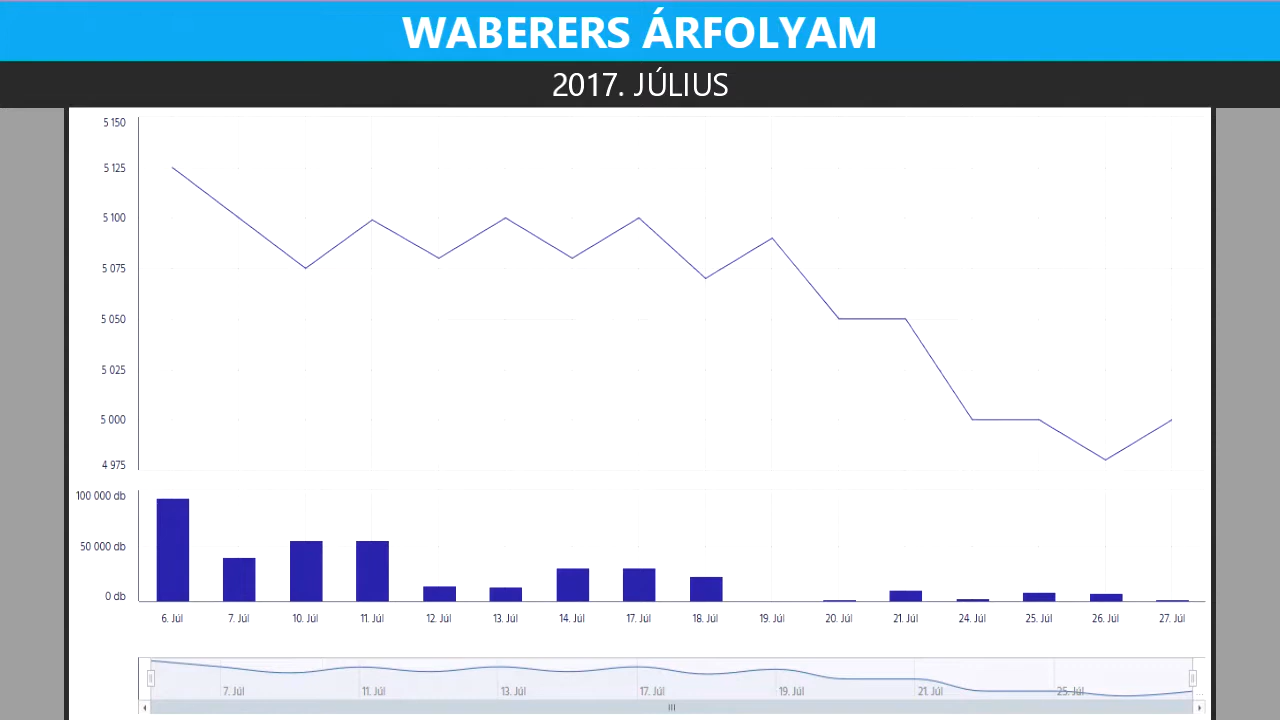 WABERERS ÁRFOLYAM
2017. JÚLIUS
5 150
5 125
5 100
5 075
5 050
5 025
5 000
4 975
100 000 db
50 000 db
0 db
6. Júl 7. Júl 10. Júl 11. Júl 12. Júl 13. Júl 14. Júl 17. Júl 18. Júl 19. Júl 20. Júl 21. Júl 24. Júl 25. Júl 26. Júl 27. Júl
7. Júl 11. Júl 13. Júl 17. Júl 19. Júl 21. Júl 25. Júl